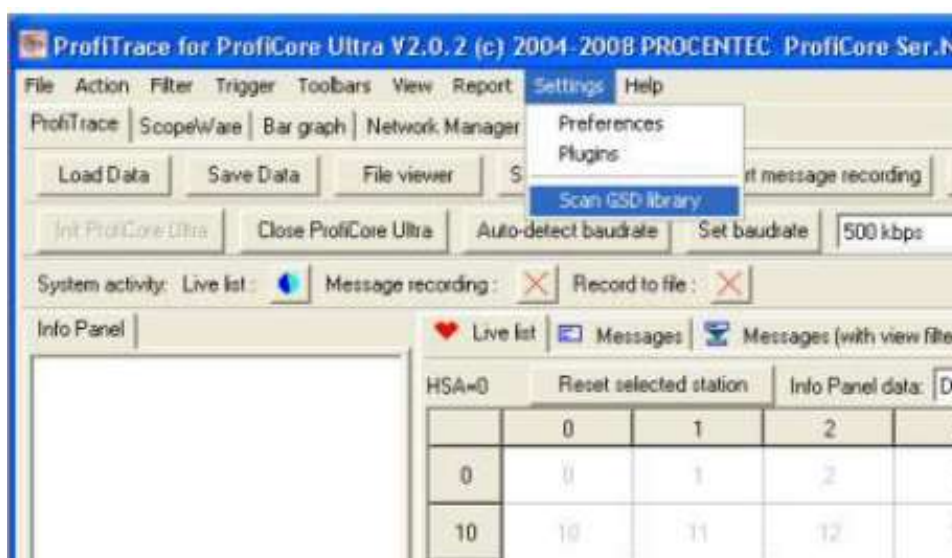 ProfiTrace for ProfiCore Ultra V2.0.2 (c) 2004-2008 PROCENTEC ProfiCore Ser.N
File Action Filter Trigger Toolbars View Report Settings Help
ProfiTrace ScopeWare Bar graph Network Manager Preferences
Plugins
Load Data Save Data File viewer S rt message recording
Scan GSD library
Init ProfiCore Ultra Close ProfiCore Ultra Auto-detect baudrate Set baudrate 500 kbps
System activity: Live list : Message recording : Record to file :
Info Panel Live list Messages Messages (with view filte
HSA=0 Reset selected station Info Panel data: D
0 1 2
0 0 1 2
10 10 11 12